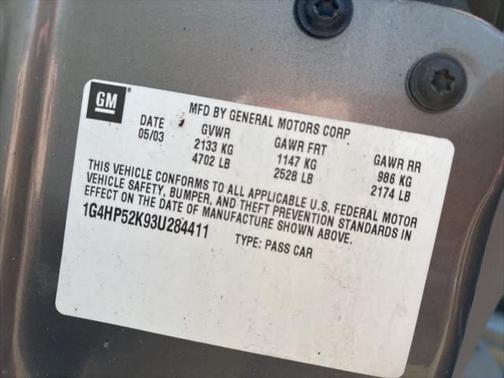 GM
MFD BY GENERAL MOTORS CORP
DATE GVWR GAWR FRT GAWR RR
05/03 2133 KG 1147 KG 986 KG
4702 LB 2528 LB 2174 LB
THIS VEHICLE CONFORMS TO ALL APPLICABLE U.S. FEDERAL MOTOR
VEHICLE SAFETY, BUMPER, AND THEFT PREVENTION STANDARDS IN
EFFECT ON THE DATE OF MANUFACTURE SHOWN ABOVE.
1G4HP52K93U284411 TYPE: PASS CAR